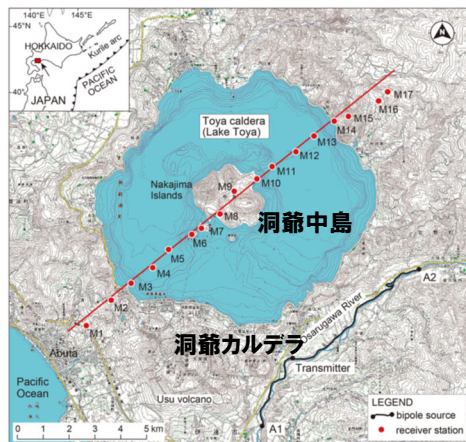 140°E
145°E
45°N
HOKKAIDO
Kurile arc
40°
PACIFIC
OCEAN
JAPAN
N
Toya caldera
(Lake Toya)
M17
M16
M15
M14
M13
M12
M11
M10
M9
Nakajima
Islands
M8
M7
M6
洞爺中島
M5
M4
M3
M2
M1
A2
Osarugawa River
洞爺カルデラ
Abuta
Transmitter
Pacific
Ocean
Usu volcano
LEGEND
bipole source
receiver station
0 1 2 3 4 5 km
A1